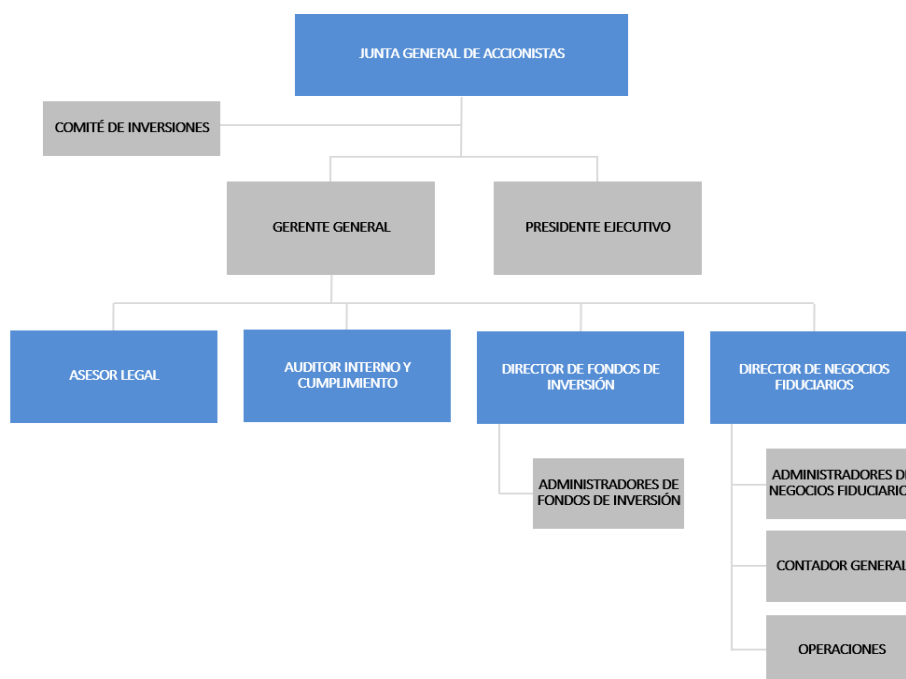 JUNTA GENERAL DE ACCIONISTAS
COMITÉ DE INVERSIONES
GERENTE GENERAL
PRESIDENTE EJECUTIVO
ASESOR LEGAL
AUDITOR INTERNO Y
CUMPLIMIENTO
DIRECTOR DE FONDOS DE
INVERSIÓN
DIRECTOR DE NEGOCIOS
FIDUCIARIOS
ADMINISTRADORES DE
FONDOS DE INVERSIÓN
ADMINISTRADORES DE
NEGOCIOS FIDUCIARIO
CONTADOR GENERAL
OPERACIONES